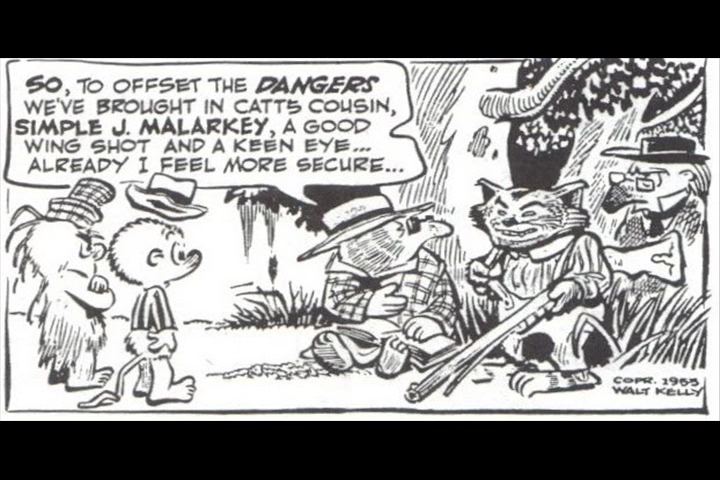 SO, TO OFFSET THE DANGERS
WE'VE BROUGHT IN CATTS COUSIN,
SIMPLE J. MALARKEY, A GOOD
WING SHOT AND A KEEN EYE...
ALREADY I FEEL MORE SECURE...
COPR. 1953
WALT KELLY